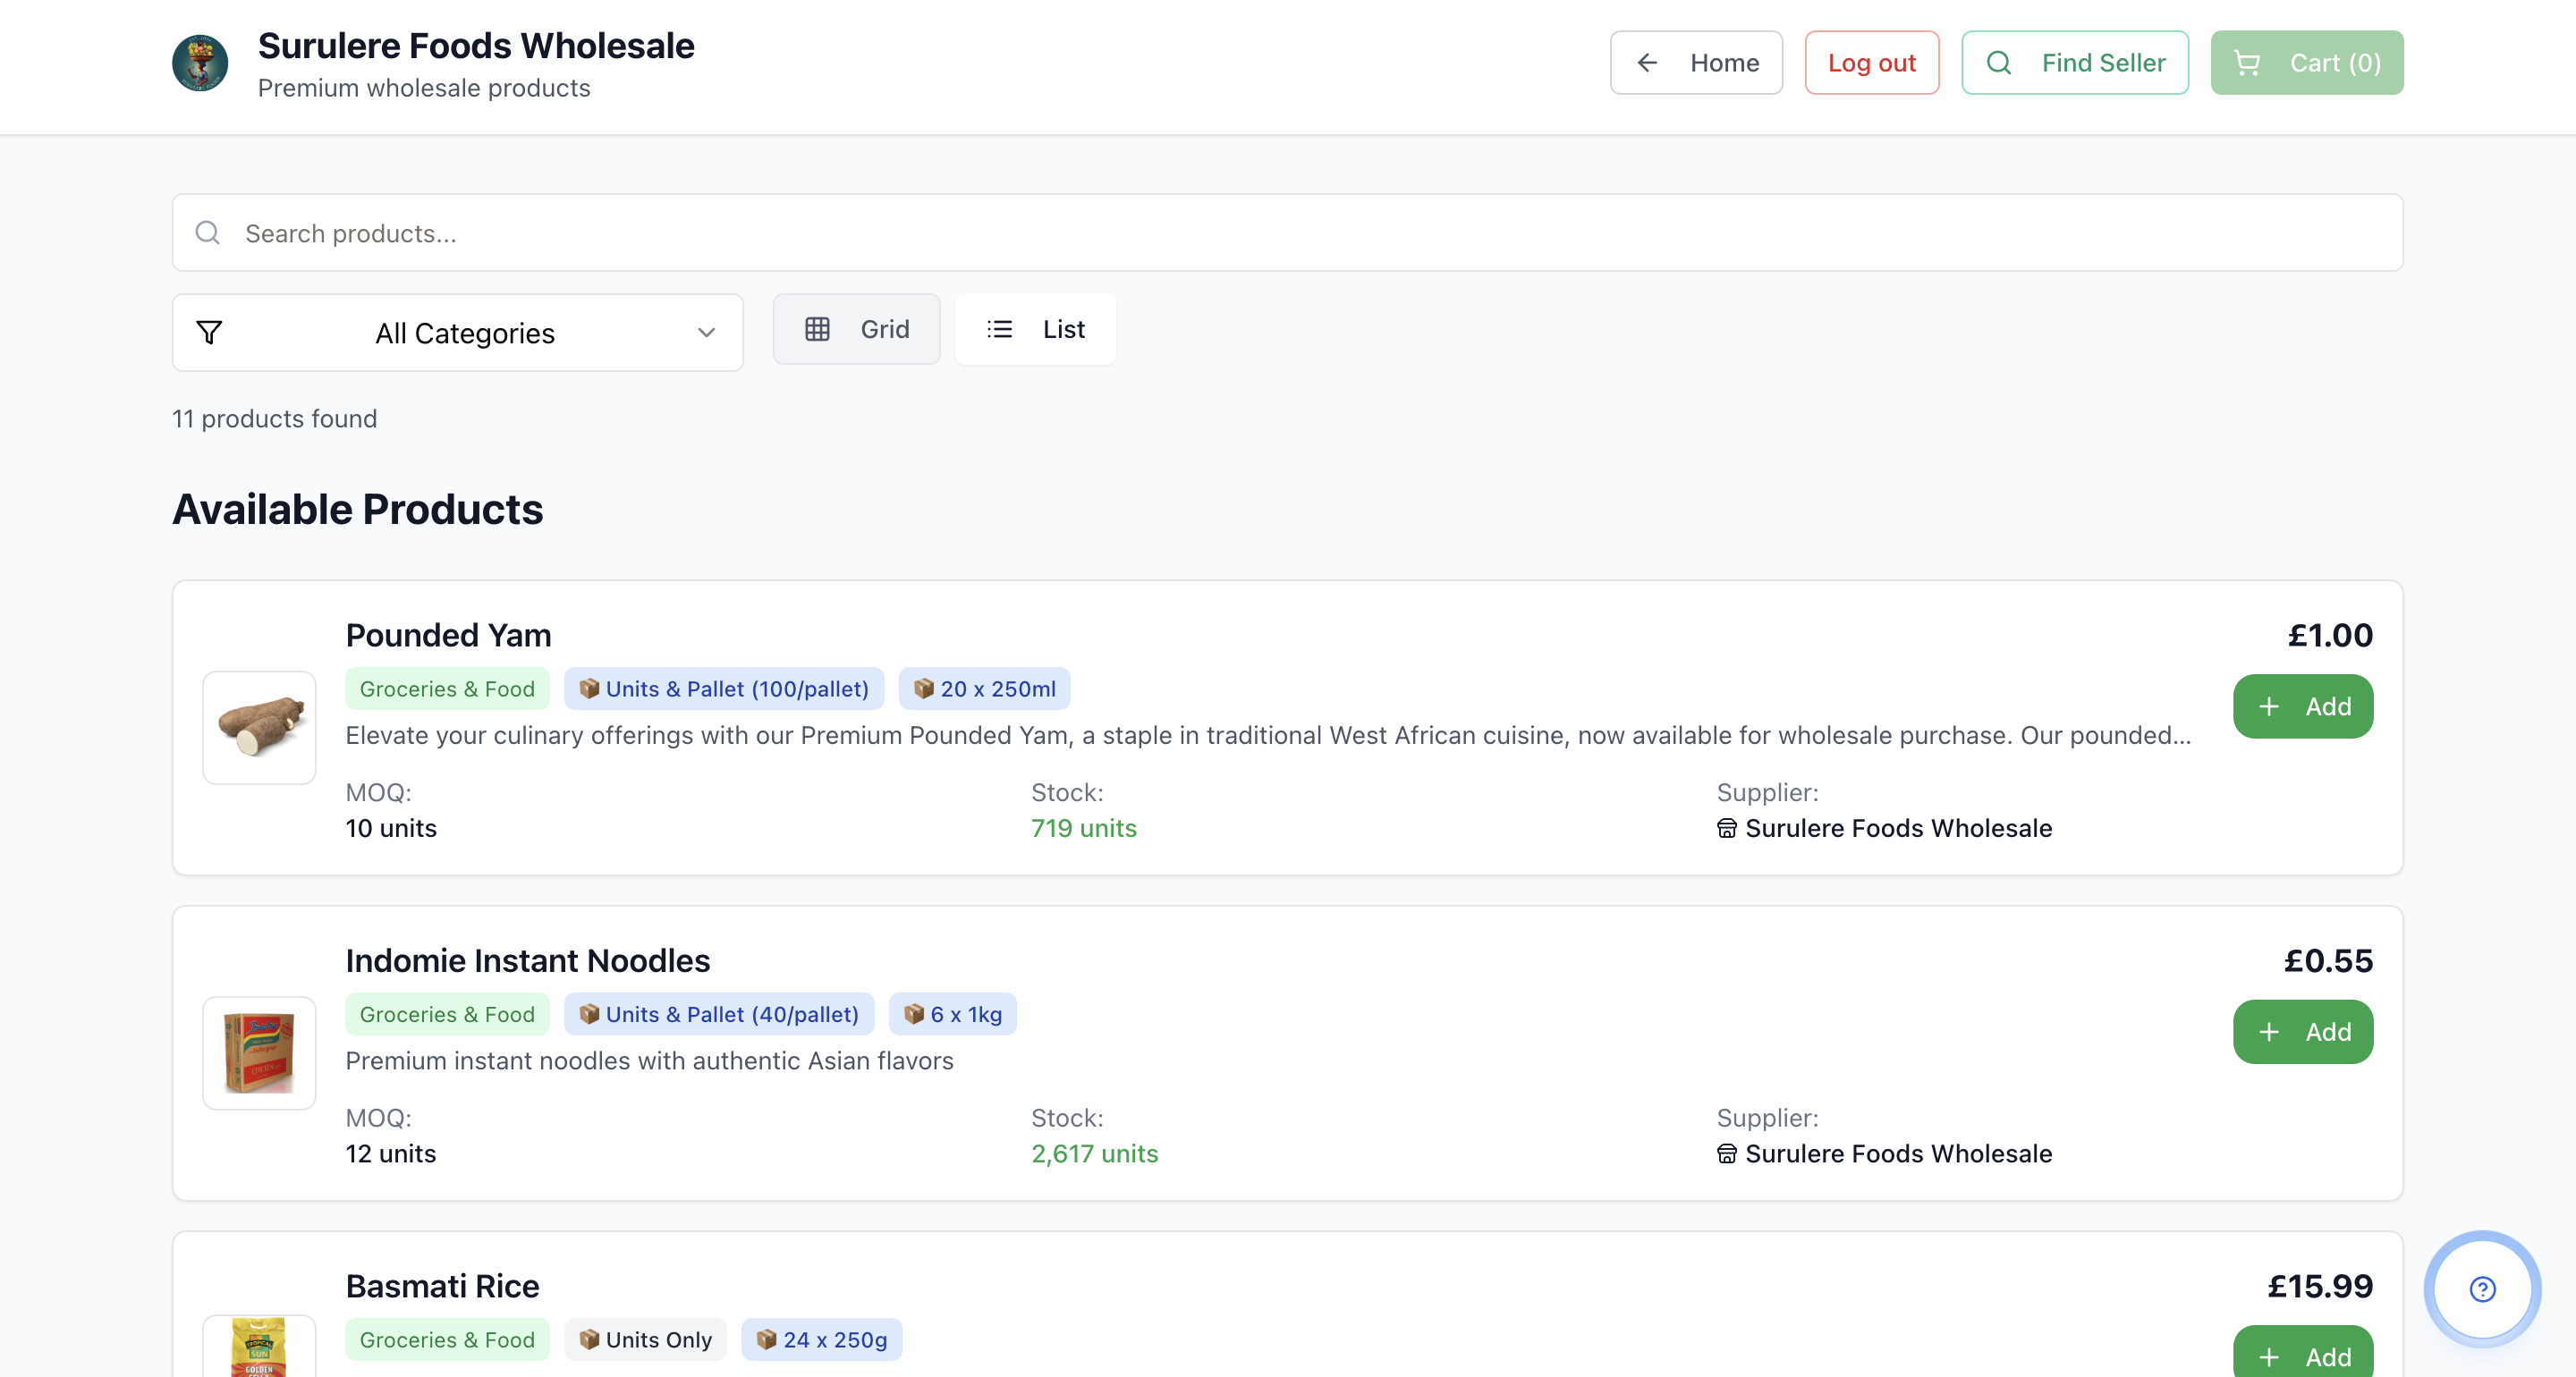 Surulere Foods Wholesale
Premium wholesale products
Home
Log out
Find Seller
Cart (0)
Search products...
All Categories
Grid
List
11 products found
Available Products
Pounded Yam
£1.00
Groceries & Food
Units & Pallet (100/pallet)
20 x 250ml
Add
Elevate your culinary offerings with our Premium Pounded Yam, a staple in traditional West African cuisine, now available for wholesale purchase. Our pounded...
MOQ:
10 units
Stock:
719 units
Supplier:
Surulere Foods Wholesale
Indomie Instant Noodles
£0.55
Groceries & Food
Units & Pallet (40/pallet)
6 x 1kg
Add
Premium instant noodles with authentic Asian flavors
MOQ:
12 units
Stock:
2,617 units
Supplier:
Surulere Foods Wholesale
Basmati Rice
£15.99
Groceries & Food
Units Only
24 x 250g
Add
TROPICAL
SUN
GOLDEN